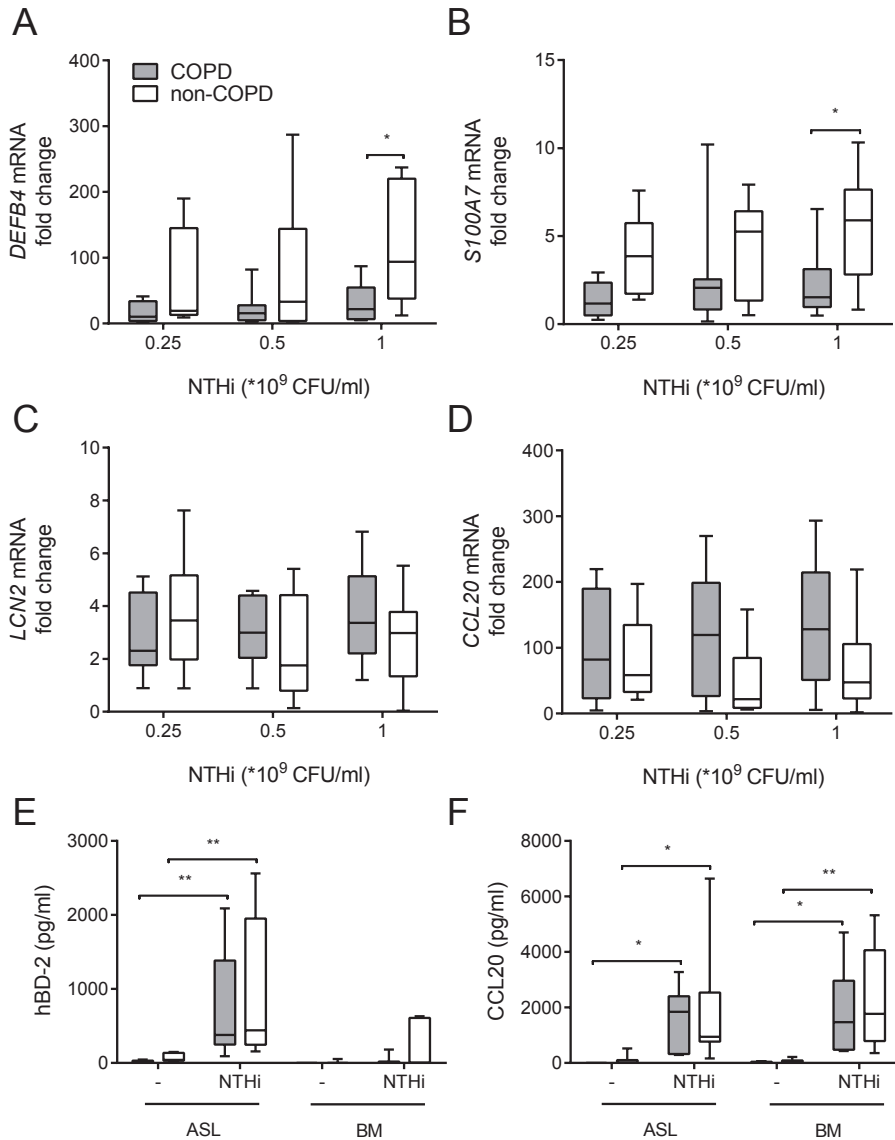 A
400
300
200
100
0
DEFB4 mRNA
fold change
COPD
non-COPD
*
0.25
0.5
1
NTHi (*10⁹ CFU/ml)
B
15
10
5
0
S100A7 mRNA
fold change
*
0.25
0.5
1
NTHi (*10⁹ CFU/ml)
C
10
8
6
4
2
0
LCN2 mRNA
fold change
0.25
0.5
1
NTHi (*10⁹ CFU/ml)
D
400
300
200
100
0
CCL20 mRNA
fold change
0.25
0.5
1
NTHi (*10⁹ CFU/ml)
E
3000
2000
1000
0
hBD-2 (pg/ml)
**
**
-
NTHi
-
NTHi
ASL
BM
F
8000
6000
4000
2000
0
CCL20 (pg/ml)
*
*
**
*
-
NTHi
-
NTHi
ASL
BM